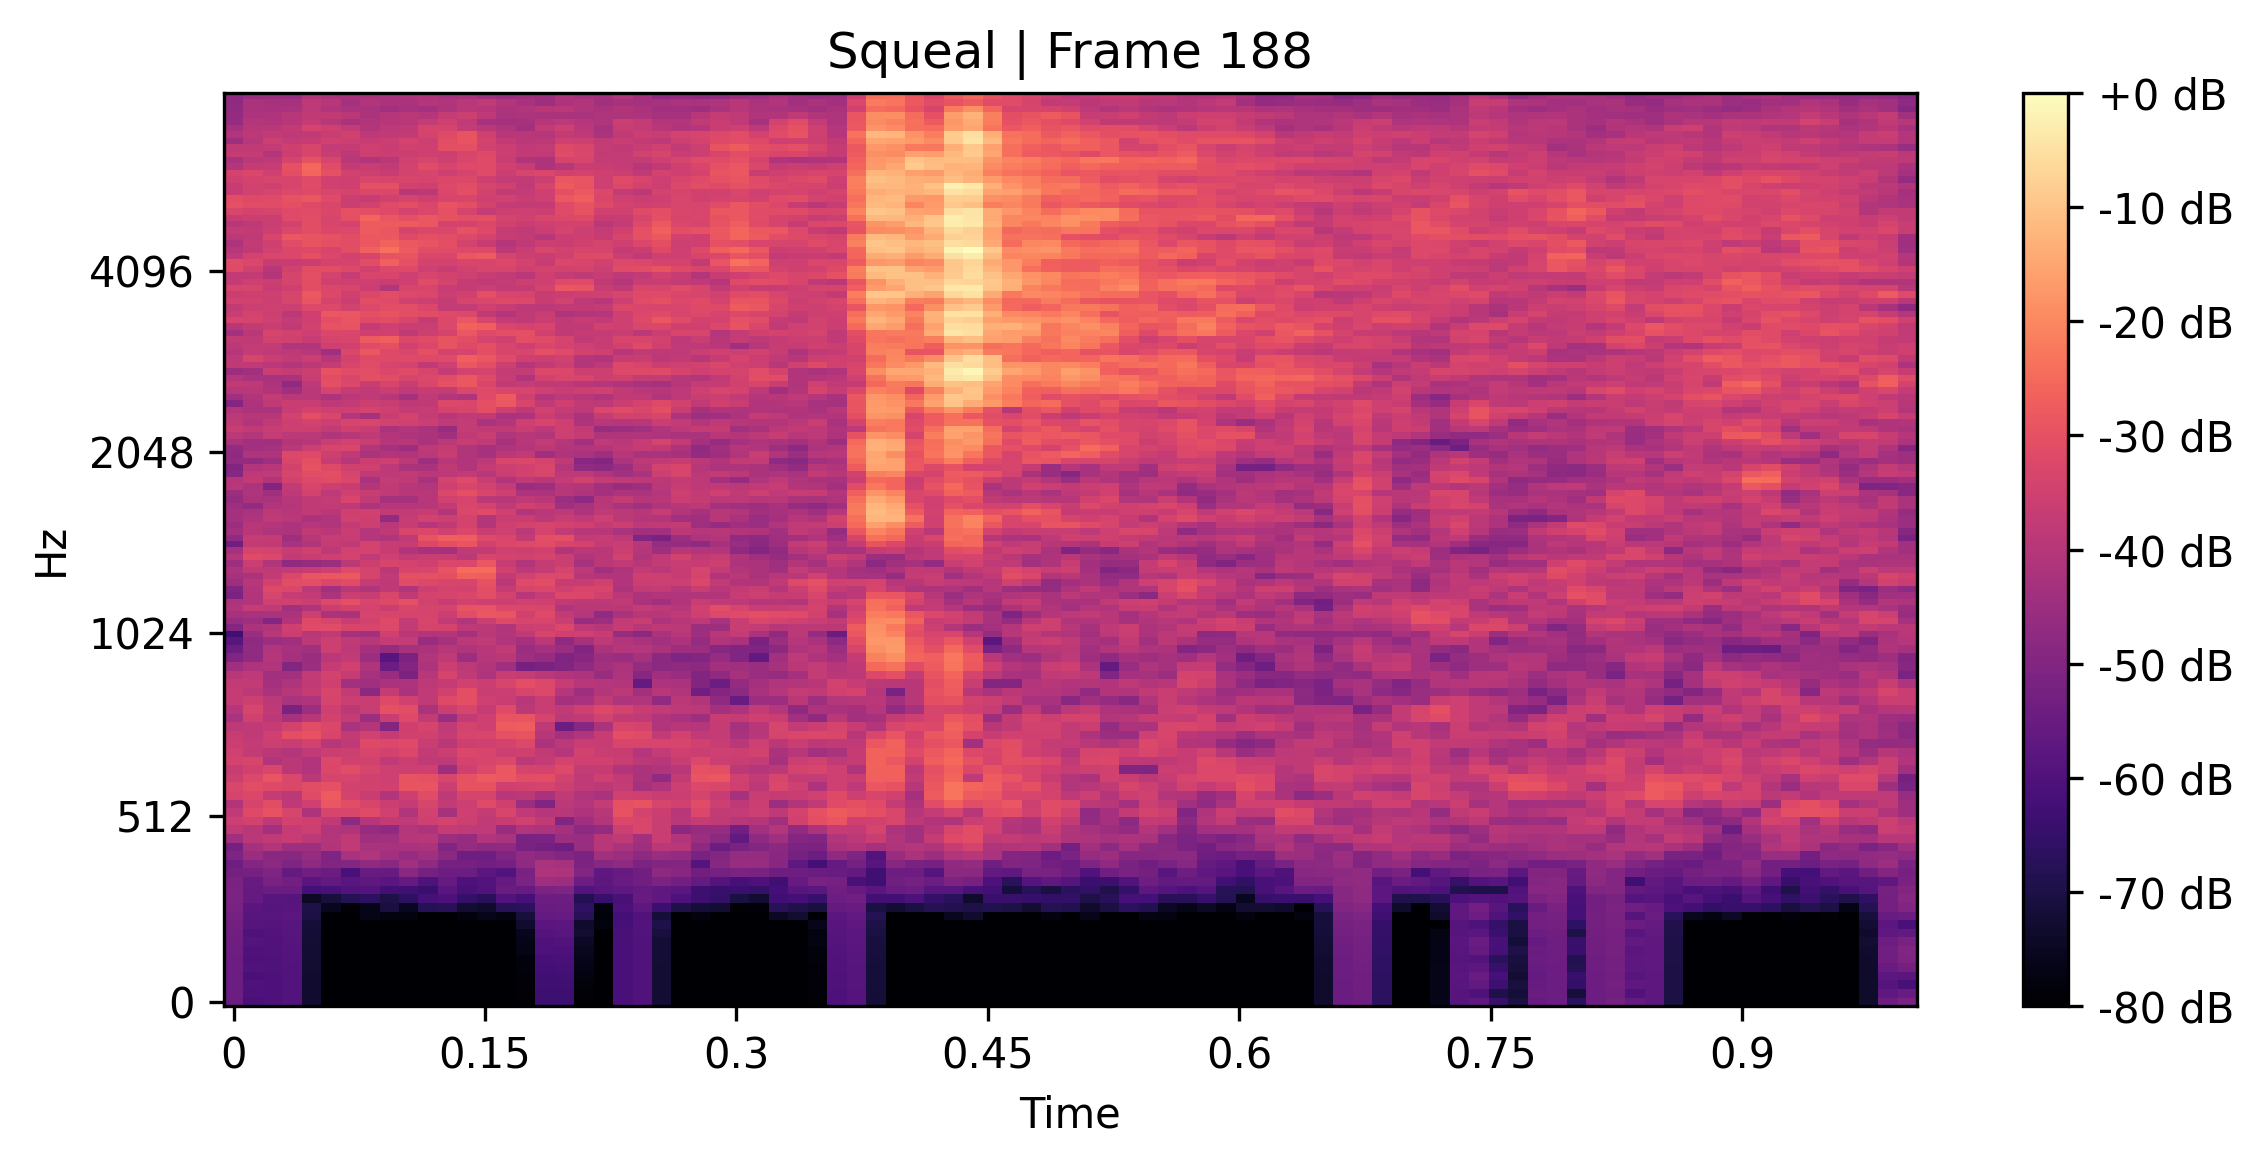 Squeal | Frame 188
+0 dB
-10 dB
-20 dB
-30 dB
-40 dB
-50 dB
-60 dB
-70 dB
-80 dB
Hz
4096
2048
1024
512
0
0 0.15 0.3 0.45 0.6 0.75 0.9
Time